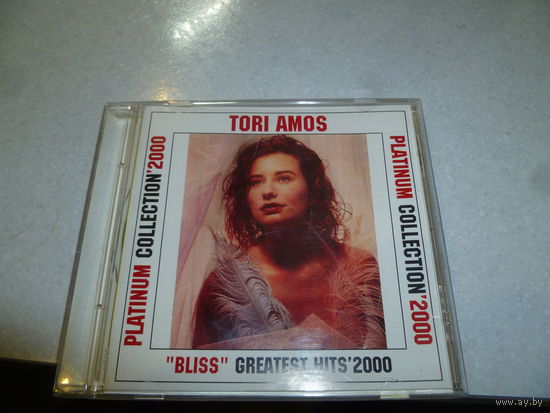 TORI AMOS
PLATINUM COLLECTION'2000
PLATINUM COLLECTION'2000
"BLISS" GREATEST HITS'2000
www.ay.by